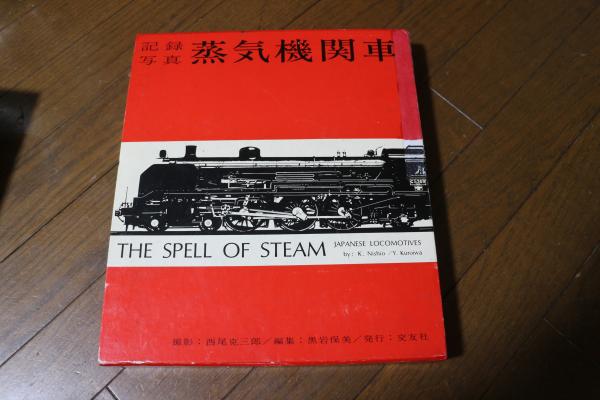 記録
写真
蒸気機関車
THE SPELL OF STEAM
JAPANESE LOCOMOTIVES
by: K. Nishio / Y. Kuroiwa
撮影：西尾克三郎／編集：黒岩保美／発行：交友社